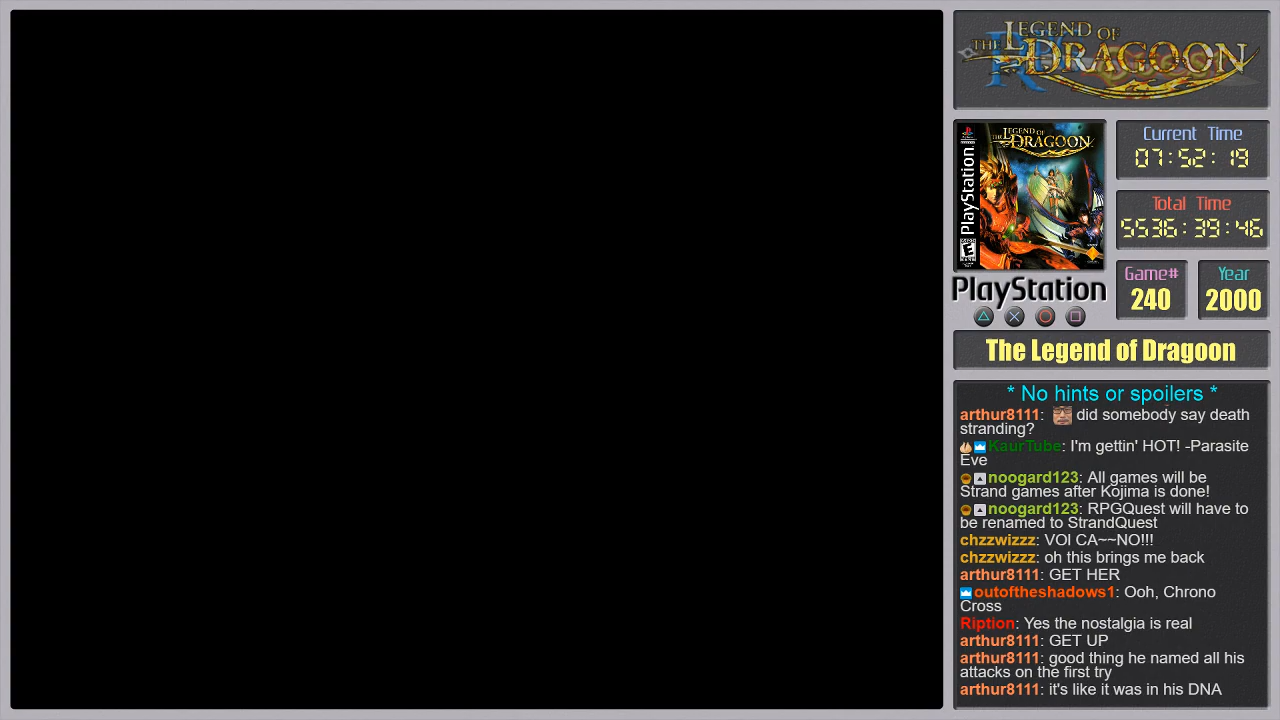 THE LEGEND OF DRAGOON
PlayStation
THE LEGEND OF DRAGOON
PlayStation
Current Time
07:52:19
Total Time
5536:39:46
Game#
240
Year
2000
The Legend of Dragoon
* No hints or spoilers *
arthur8111: did somebody say death
stranding?
KaurTube: I'm gettin' HOT! -Parasite
Eve
noogard123: All games will be
Strand games after Kojima is done!
noogard123: RPGQuest will have to
be renamed to StrandQuest
chzzwizzz: VOI CA~~NO!!!
chzzwizzz: oh this brings me back
arthur8111: GET HER
outoftheshadows1: Ooh, Chrono
Cross
Ription: Yes the nostalgia is real
arthur8111: GET UP
arthur8111: good thing he named all his
attacks on the first try
arthur8111: it's like it was in his DNA